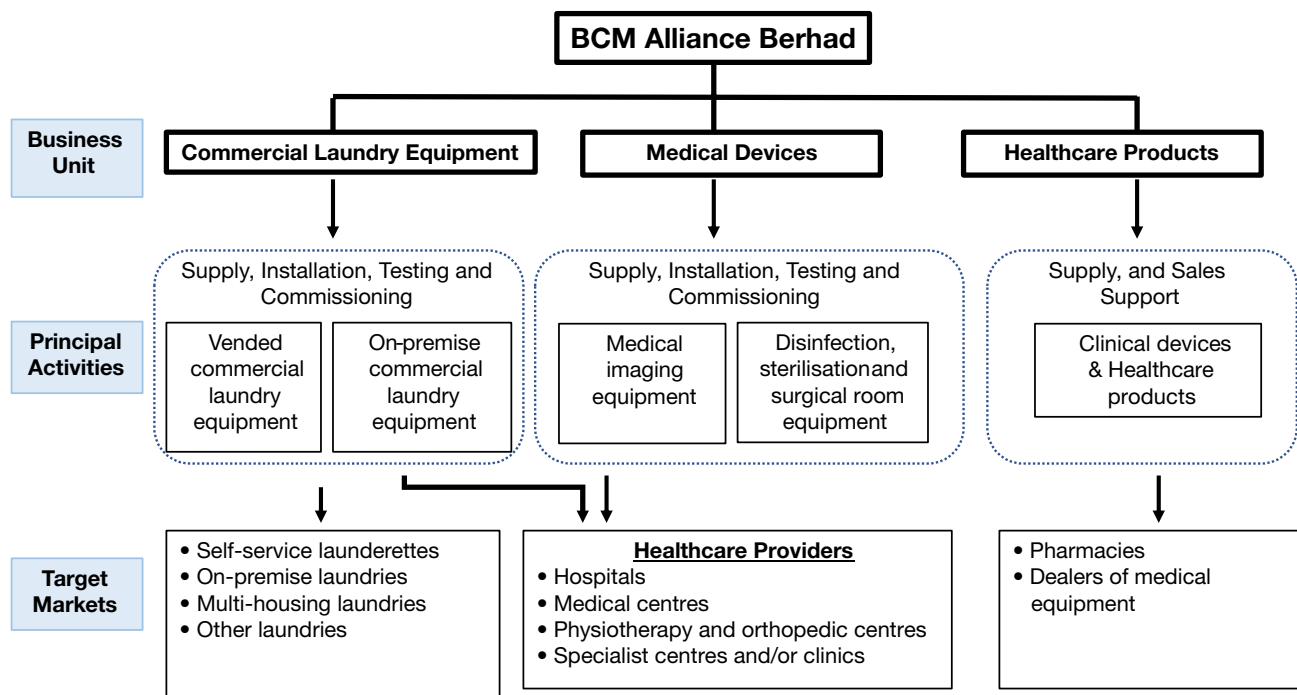 BCM Alliance Berhad
Business
Unit
Commercial Laundry Equipment
Medical Devices
Healthcare Products
Principal
Activities
Supply, Installation, Testing and
Commissioning
Vended
commercial
laundry
equipment
On-premise
commercial
laundry
equipment
Supply, Installation, Testing and
Commissioning
Medical
imaging
equipment
Disinfection,
sterilisationand
surgical room
equipment
Supply, and Sales
Support
Clinical devices
& Healthcare
products
Target
Markets
• Self-service launderettes
• On-premise laundries
• Multi-housing laundries
• Other laundries
Healthcare Providers
• Hospitals
• Medical centres
• Physiotherapy and orthopedic centres
• Specialist centres and/or clinics
• Pharmacies
• Dealers of medical
equipment